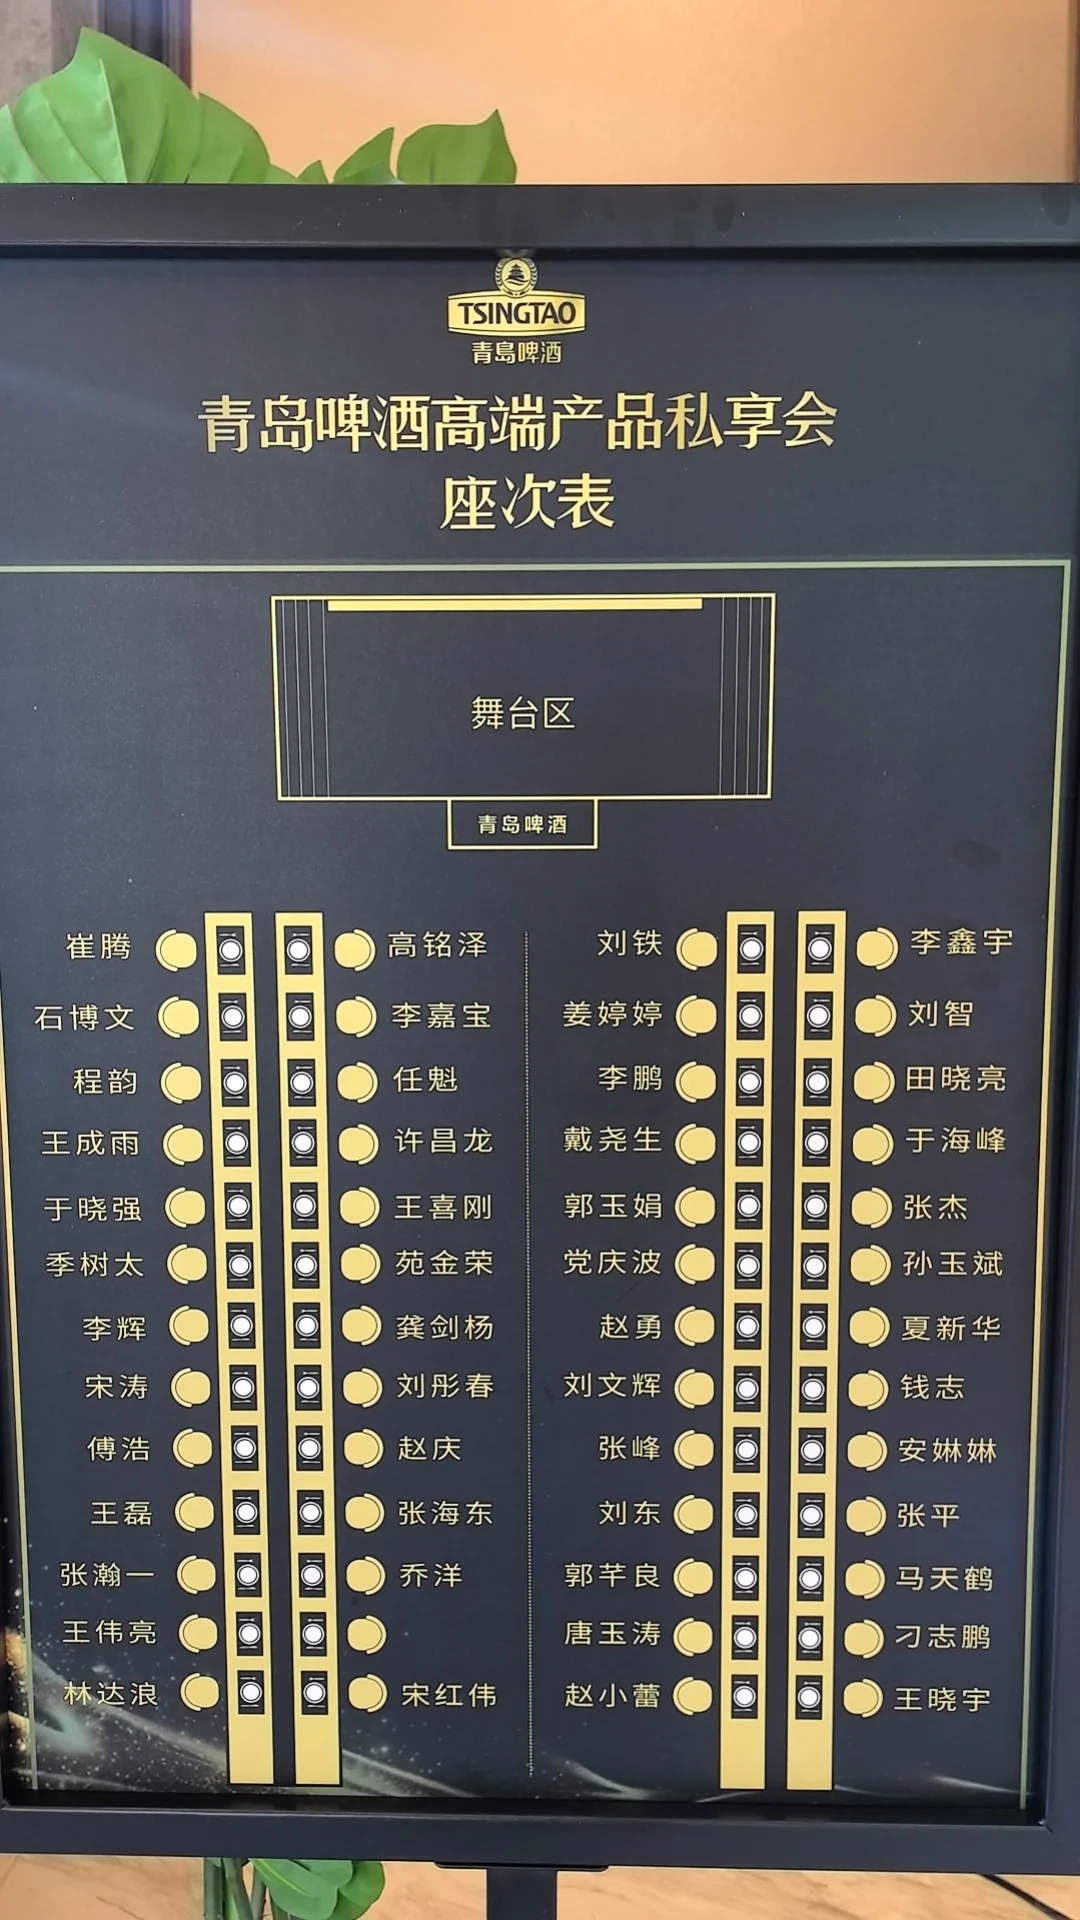 TSINGTAO
青島啤酒
青岛啤酒高端产品私享会
座次表
舞台区
青岛啤酒
崔腾 高铭泽 刘铁 李鑫宇
石博文 李嘉宝 姜婷婷 刘智
程韵 任魁 李鹏 田晓亮
王成雨 许昌龙 戴尧生 于海峰
于晓强 王喜刚 郭玉娟 张杰
季树太 苑金荣 党庆波 孙玉斌
李辉 龚剑杨 赵勇 夏新华
宋涛 刘彤春 刘文辉 钱志
傅浩 赵庆 张峰 安婌婌
王磊 张海东 刘东 张平
张瀚一 乔洋 郭芊良 马天鹤
王伟亮 唐玉涛 刁志鹏
林达浪 宋红伟 赵小蕾 王晓宇